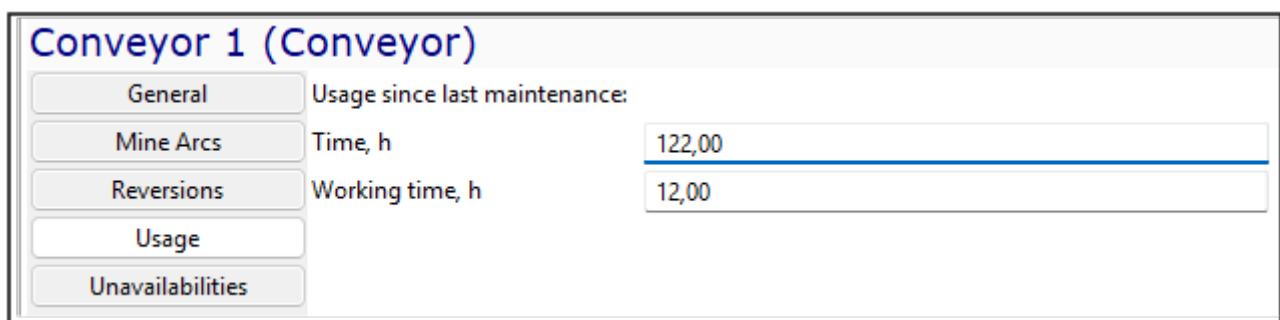 Conveyor 1 (Conveyor)
General Usage since last maintenance:
Mine Arcs Time, h 122,00
Reversions Working time, h 12,00
Usage
Unavailabilities